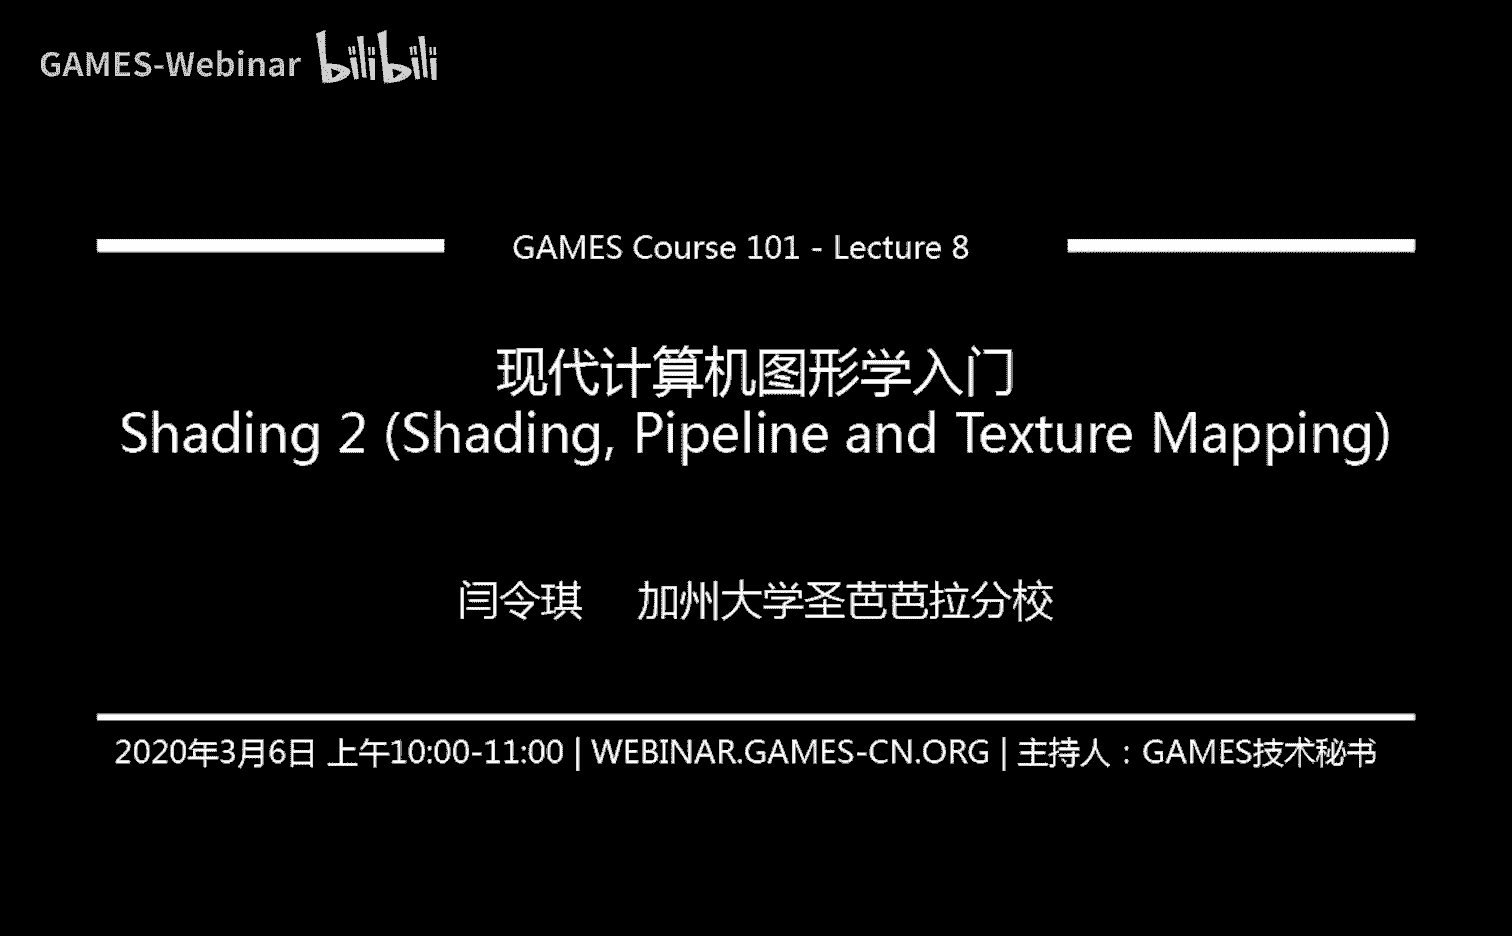 GAMES-Webinar bilibili
GAMES Course 101 - Lecture 8
现代计算机图形学入门
Shading 2 (Shading, Pipeline and Texture Mapping)
闫令琪 加州大学圣芭芭拉分校
2020年3月6日 上午10:00-11:00 | WEBINAR.GAMES-CN.ORG | 主持人：GAMES技术秘书